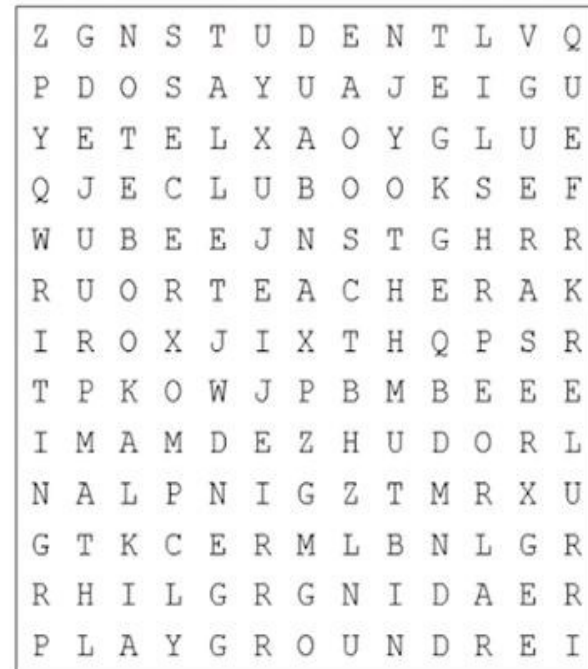 Z G N S T U D E N T L V Q
P D O S A Y U A J E I G U
Y E T E L X A O Y G L U E
Q J E C L U B O O K S E F
W U B E E J N S T G H R R
R U O R T E A C H E R A K
I R O X J I X T H Q P S R
T P K O W J P B M B E E E
I M A M D E Z H U D O R L
N A L P N I G Z T M R X U
G T K C E R M L B N L G R
R H I L G R G N I D A E R
P L A Y G R O U N D R E I